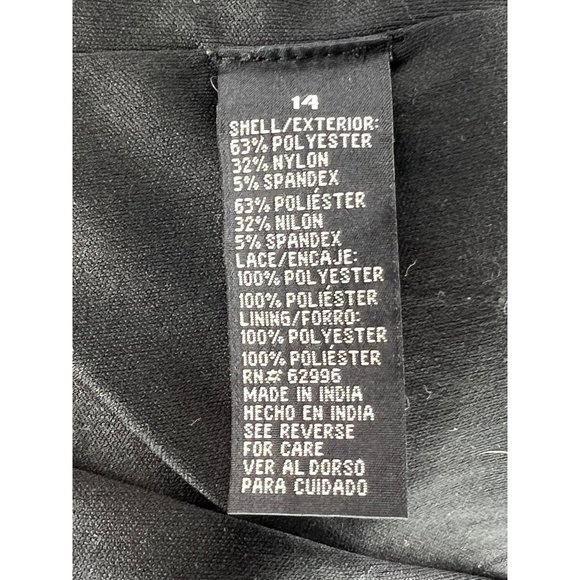 14
SHELL/EXTERIOR:
63% POLYESTER
32% NYLON
5% SPANDEX
63% POLIÉSTER
32% NILON
5% SPANDEX
LACE/ENCAJE:
100% POLYESTER
100% POLIÉSTER
LINING/FORRO:
100% POLYESTER
100% POLIÉSTER
RN# 62996
MADE IN INDIA
HECHO EN INDIA
SEE REVERSE
FOR CARE
VER AL DORSO
PARA CUIDADO